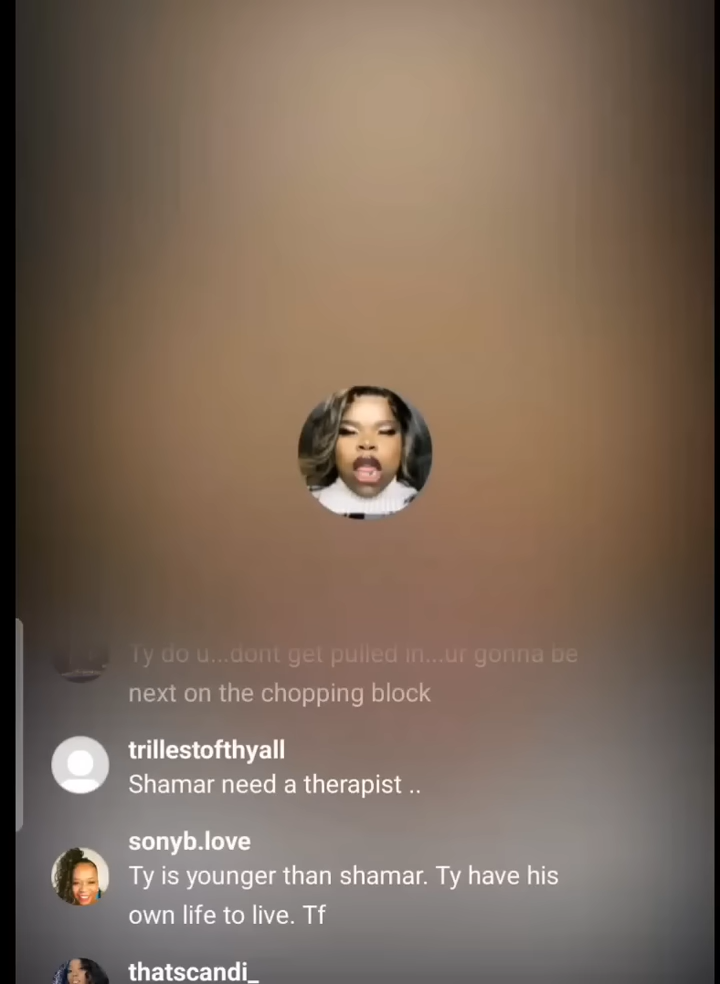 Ty do u...dont get pulled in...ur gonna be
next on the chopping block
trillestofthyall
Shamar need a therapist ..
sonyb.love
Ty is younger than shamar. Ty have his
own life to live. Tf
thatscandi_